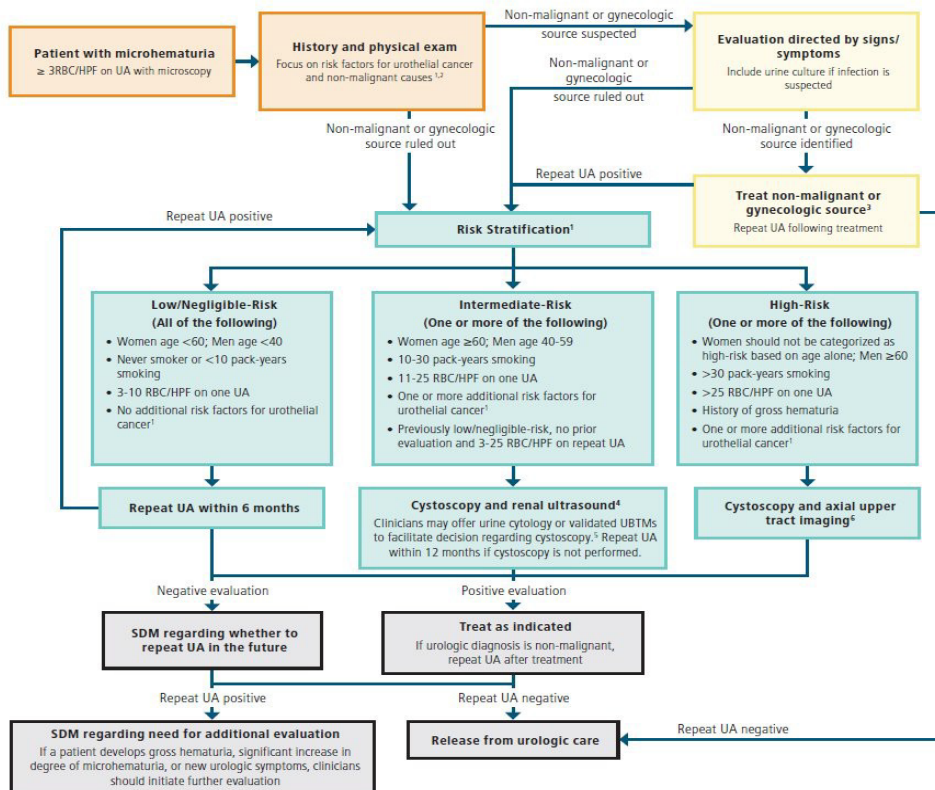 Patient with microhematuria
≥ 3RBC/HPF on UA with microscopy
History and physical exam
Focus on risk factors for urothelial cancer
and non-malignant causes 1,2
Non-malignant or gynecologic
source suspected
Evaluation directed by signs/
symptoms
Include urine culture if infection is
suspected
Non-malignant or
gynecologic
source ruled out
Non-malignant or gynecologic
source ruled out
Non-malignant or gynecologic
source identified
Repeat UA positive
Treat non-malignant or
gynecologic source³
Repeat UA following treatment
Repeat UA positive
Risk Stratification¹
Low/Negligible-Risk
(All of the following)
• Women age <60; Men age <40
• Never smoker or <10 pack-years
smoking
• 3-10 RBC/HPF on one UA
• No additional risk factors for urothelial
cancer¹
Intermediate-Risk
(One or more of the following)
• Women age ≥60; Men age 40-59
• 10-30 pack-years smoking
• 11-25 RBC/HPF on one UA
• One or more additional risk factors for
urothelial cancer¹
• Previously low/negligible-risk, no prior
evaluation and 3-25 RBC/HPF on repeat UA
High-Risk
(One or more of the following)
• Women should not be categorized as
high-risk based on age alone; Men ≥60
• >30 pack-years smoking
• >25 RBC/HPF on one UA
• History of gross hematuria
• One or more additional risk factors for
urothelial cancer¹
Repeat UA within 6 months
Cystoscopy and renal ultrasound⁴
Clinicians may offer urine cytology or validated UBTMs
to facilitate decision regarding cystoscopy.⁵ Repeat UA
within 12 months if cystoscopy is not performed.
Cystoscopy and axial upper
tract imaging⁶
Negative evaluation
Positive evaluation
SDM regarding whether to
repeat UA in the future
Treat as indicated
If urologic diagnosis is non-malignant,
repeat UA after treatment
Repeat UA positive
Repeat UA negative
SDM regarding need for additional evaluation
If a patient develops gross hematuria, significant increase in
degree of microhematuria, or new urologic symptoms, clinicians
should initiate further evaluation
Release from urologic care
Repeat UA negative